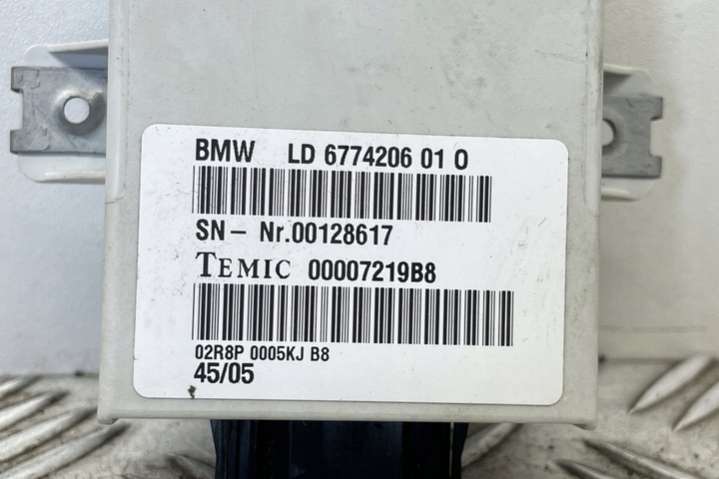 BMW LD 6774206 01 0
SN- Nr.00128617
TEMIC 00007219B8
02R8P 0005KJ B8
45/05